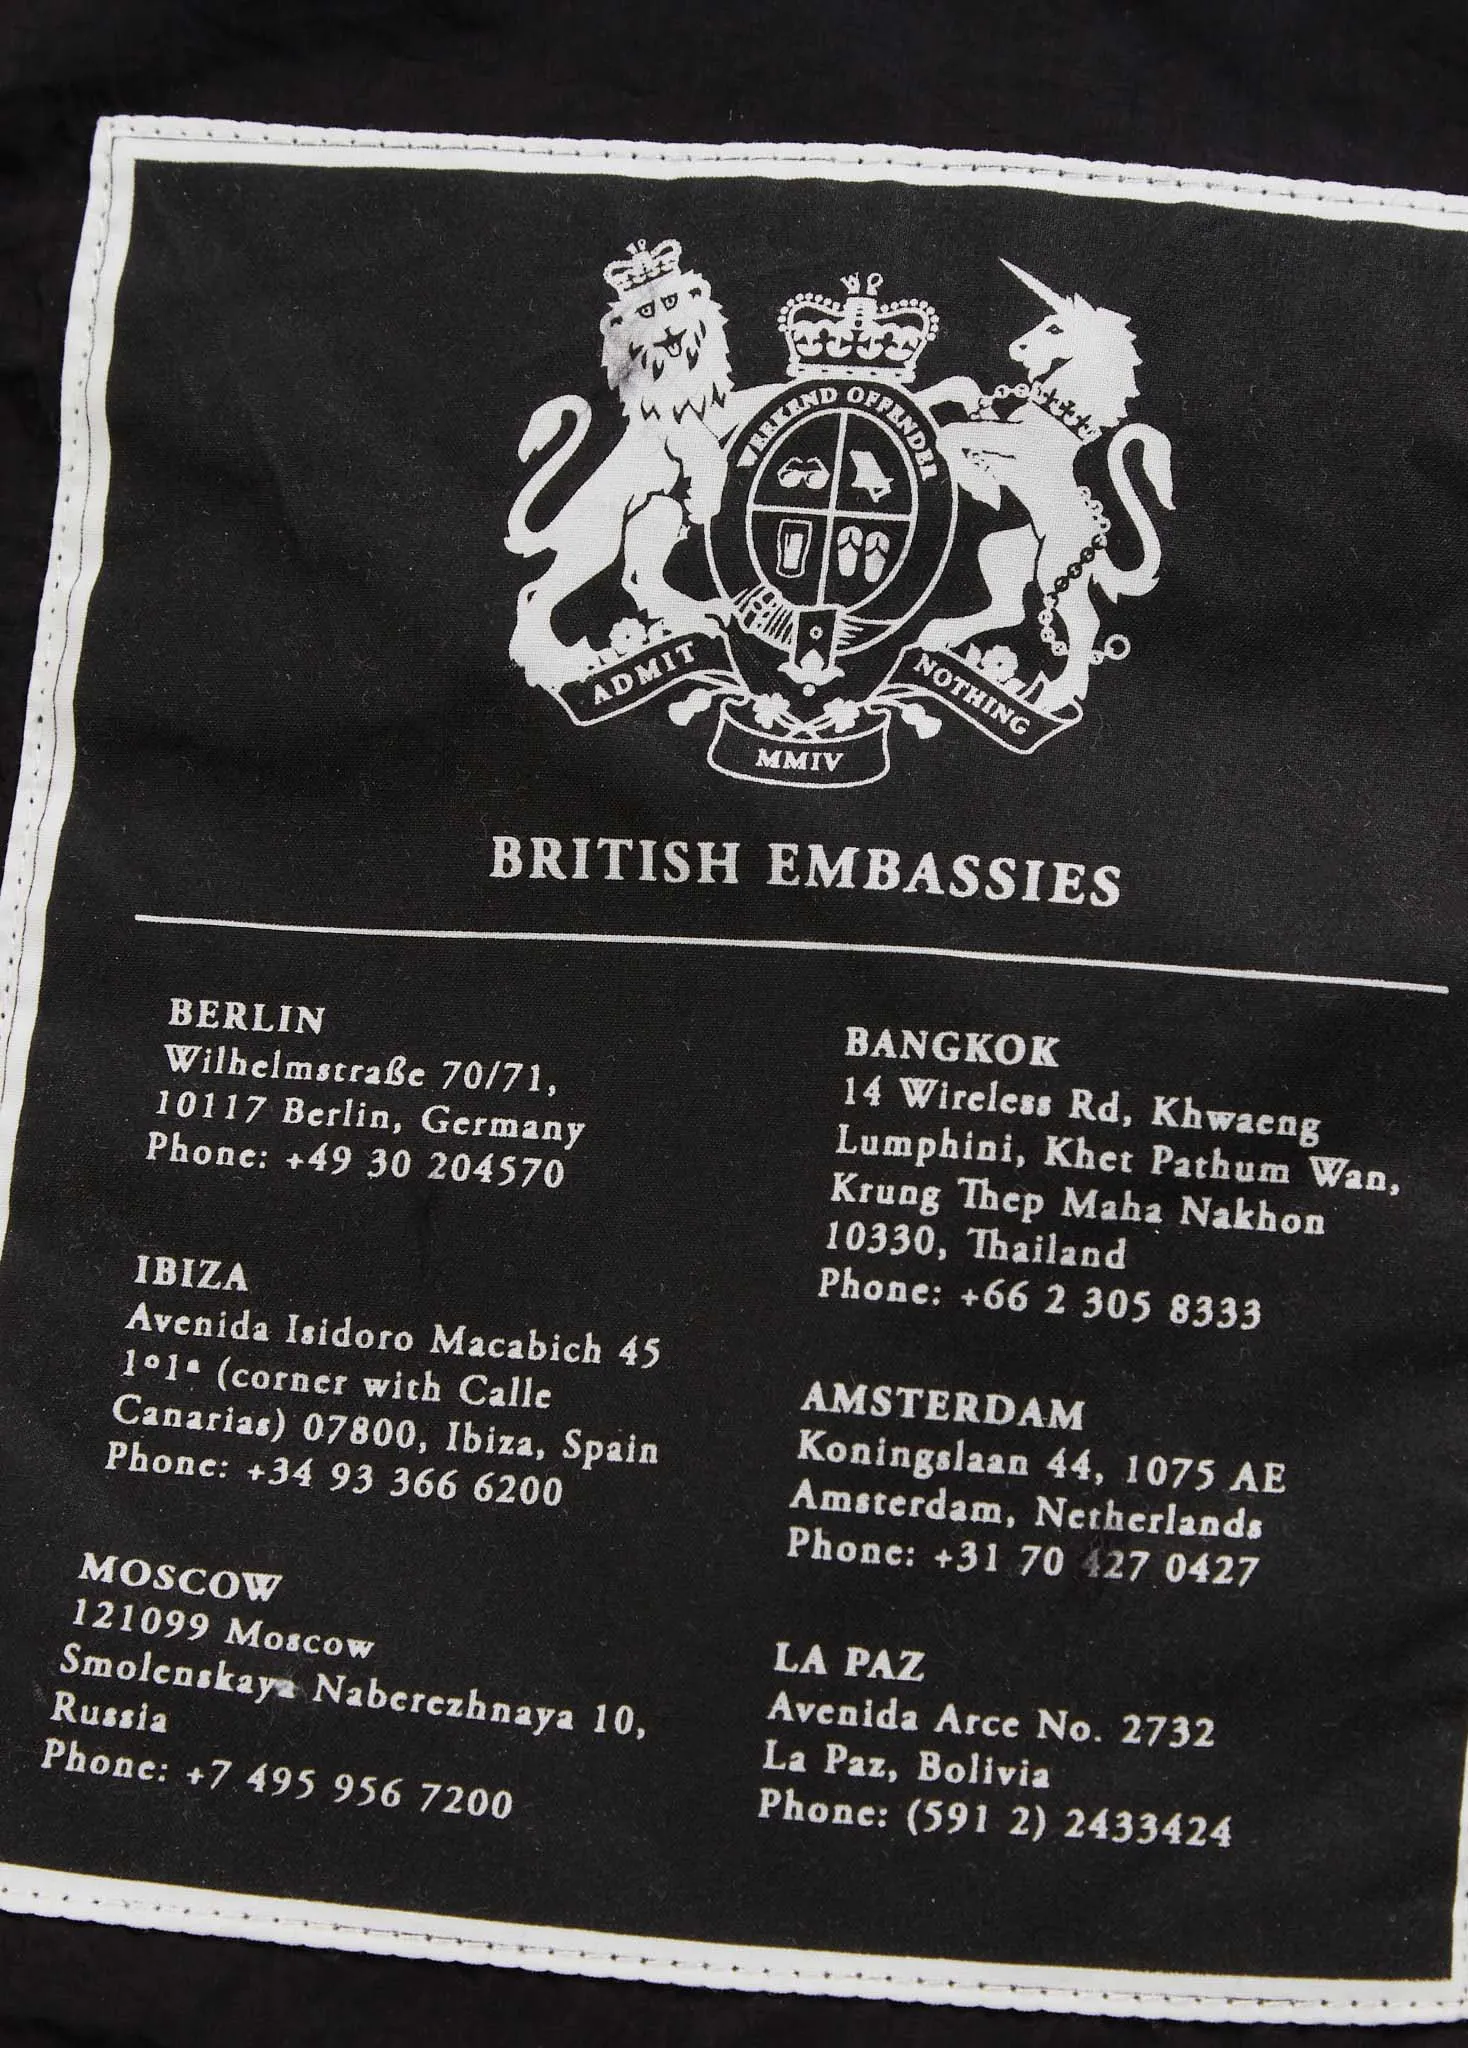 WO
WEEKEND OFFENDER
ADMIT
NOTHING
MMIV
BRITISH EMBASSIES
BERLIN
Wilhelmstraße 70/71,
10117 Berlin, Germany
Phone: +49 30 204570
IBIZA
Avenida Isidoro Macabich 45
1º1ª (corner with Calle
Canarias) 07800, Ibiza, Spain
Phone: +34 93 366 6200
MOSCOW
121099 Moscow
Smolenskaya Naberezhnaya 10,
Russia
Phone: +7 495 956 7200
BANGKOK
14 Wireless Rd, Khwaeng
Lumphini, Khet Pathum Wan,
Krung Thep Maha Nakhon
10330, Thailand
Phone: +66 2 305 8333
AMSTERDAM
Koningslaan 44, 1075 AE
Amsterdam, Netherlands
Phone: +31 70 427 0427
LA PAZ
Avenida Arce No. 2732
La Paz, Bolivia
Phone: (591 2) 2433424